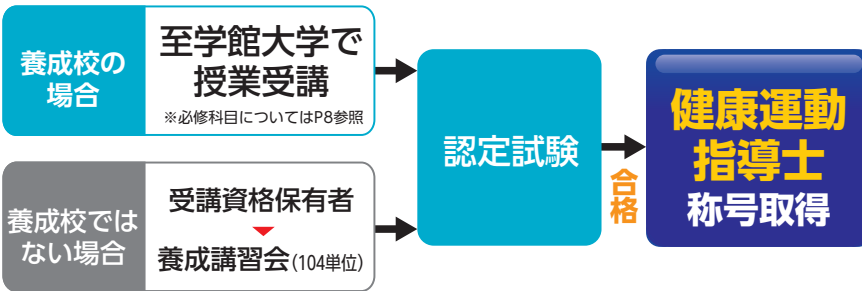 養成校の
場合
至学館大学で
授業受講
※必修科目についてはP8参照
養成校では
ない場合
受講資格保有者
養成講習会(104単位)
認定試験
合格
健康運動
指導士
称号取得